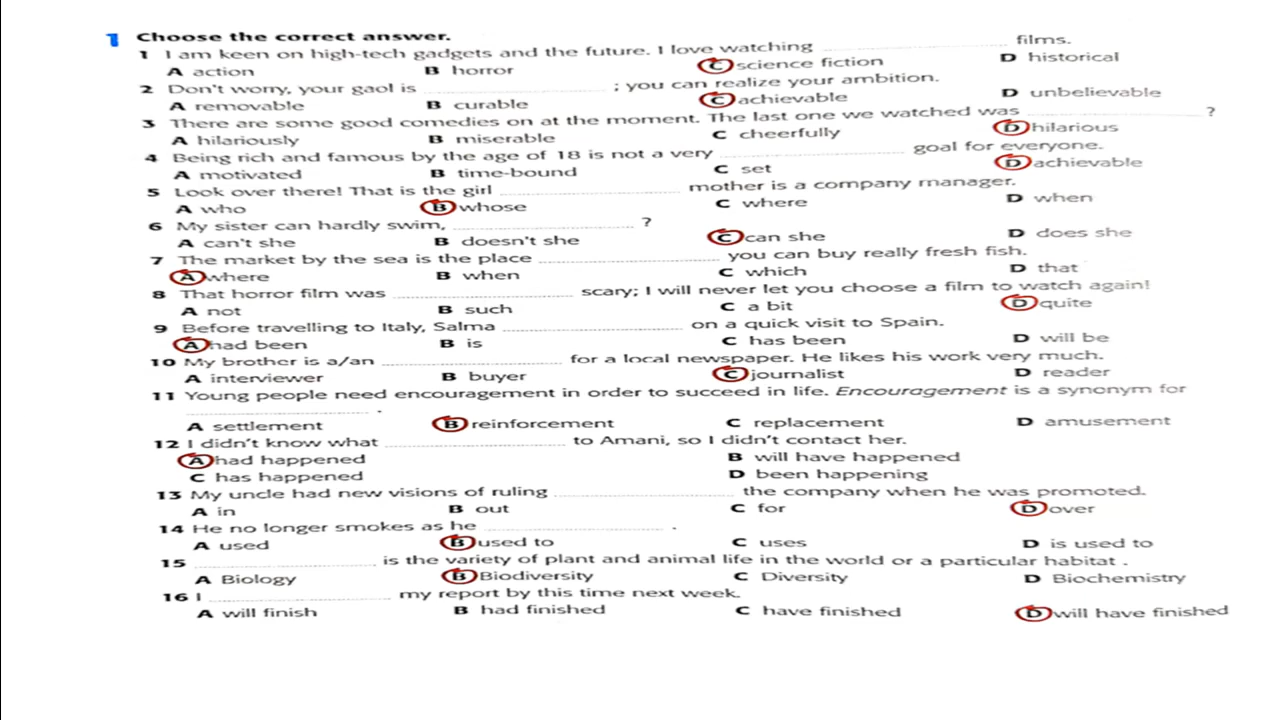 1 Choose the correct answer.
1 I am keen on high-tech gadgets and the future. I love watching .............................. films.
A action B horror C science fiction D historical
2 Don't worry, your gaol is .............................. ; you can realize your ambition.
A removable B curable C achievable D unbelievable
3 There are some good comedies on at the moment. The last one we watched was .............................. ?
A hilariously B miserable C cheerfully D hilarious
4 Being rich and famous by the age of 18 is not a very .............................. goal for everyone.
A motivated B time-bound C set D achievable
5 Look over there! That is the girl .............................. mother is a company manager.
A who B whose C where D when
6 My sister can hardly swim, .............................. ?
A can't she B doesn't she C can she D does she
7 The market by the sea is the place .............................. you can buy really fresh fish.
A where B when C which D that
8 That horror film was .............................. scary; I will never let you choose a film to watch again!
A not B such C a bit D quite
9 Before travelling to Italy, Salma .............................. on a quick visit to Spain.
A had been B is C has been D will be
10 My brother is a/an .............................. for a local newspaper. He likes his work very much.
A interviewer B buyer C journalist D reader
11 Young people need encouragement in order to succeed in life. Encouragement is a synonym for
.............................. .
A settlement B reinforcement C replacement D amusement
12 I didn't know what .............................. to Amani, so I didn't contact her.
A had happened B will have happened
C has happened D been happening
13 My uncle had new visions of ruling .............................. the company when he was promoted.
A in B out C for D over
14 He no longer smokes as he .............................. .
A used B used to C uses D is used to
15 .............................. is the variety of plant and animal life in the world or a particular habitat .
A Biology B Biodiversity C Diversity D Biochemistry
16 I .............................. my report by this time next week.
A will finish B had finished C have finished D will have finished